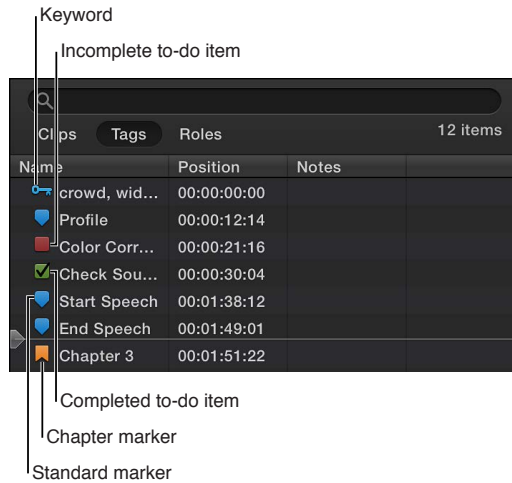 Keyword
Incomplete to-do item
Clips Tags Roles 12 items
Name Position Notes
crowd, wid... 00:00:00:00
Profile 00:00:12:14
Color Corr... 00:00:21:16
Check Sou... 00:00:30:04
Start Speech 00:01:38:12
End Speech 00:01:49:01
Chapter 3 00:01:51:22
Completed to-do item
Chapter marker
Standard marker